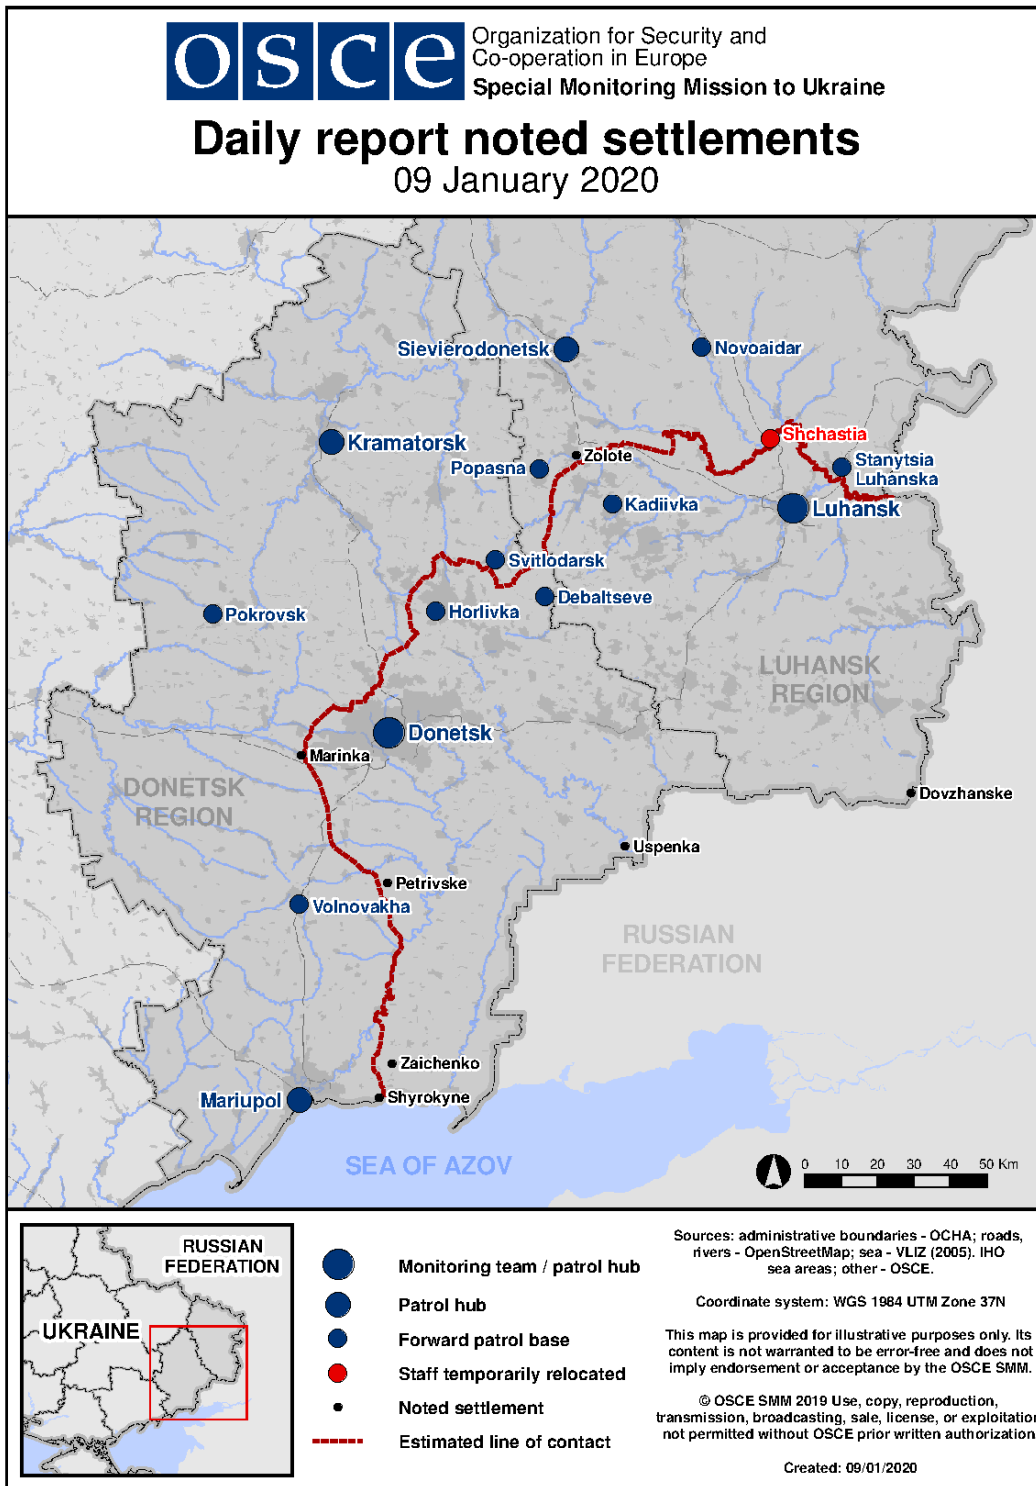 osce
Organization for Security and
Co-operation in Europe
Special Monitoring Mission to Ukraine
Daily report noted settlements
09 January 2020
Sievierodonetsk
Novoaidar
Kramatorsk
Shchastia
Popasna
Zolote
Stanytsia
Luhanska
Kadiivka
Luhansk
Svitlodarsk
Debaltseve
Pokrovsk
Horlivka
LUHANSK
REGION
Donetsk
Marinka
DONETSK
REGION
Dovzhanske
Uspenka
Petrivske
Volnovakha
RUSSIAN
FEDERATION
Zaichenko
Mariupol
Shyrokyne
SEA OF AZOV
0 10 20 30 40 50 Km
RUSSIAN
FEDERATION
UKRAINE
Monitoring team / patrol hub
Patrol hub
Forward patrol base
Staff temporarily relocated
Noted settlement
Estimated line of contact
Sources: administrative boundaries - OCHA; roads,
rivers - OpenStreetMap; sea - VLIZ (2005). IHO
sea areas; other - OSCE.
Coordinate system: WGS 1984 UTM Zone 37N
This map is provided for illustrative purposes only. Its
content is not warranted to be error-free and does not
imply endorsement or acceptance by the OSCE SMM.
© OSCE SMM 2019 Use, copy, reproduction,
transmission, broadcasting, sale, license, or exploitation
not permitted without OSCE prior written authorization
Created: 09/01/2020